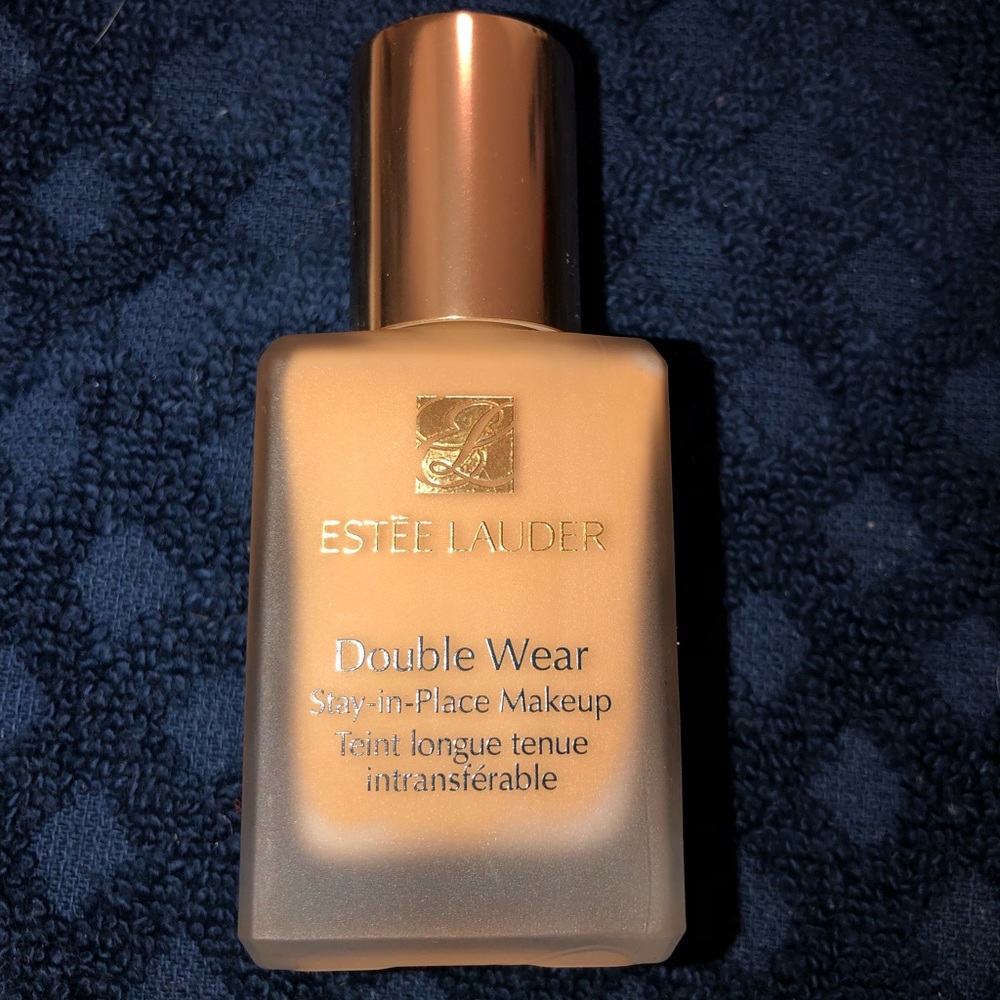 ESTĒE LAUDER
Double Wear
Stay-in-Place Makeup
Teint longue tenue
intransférable